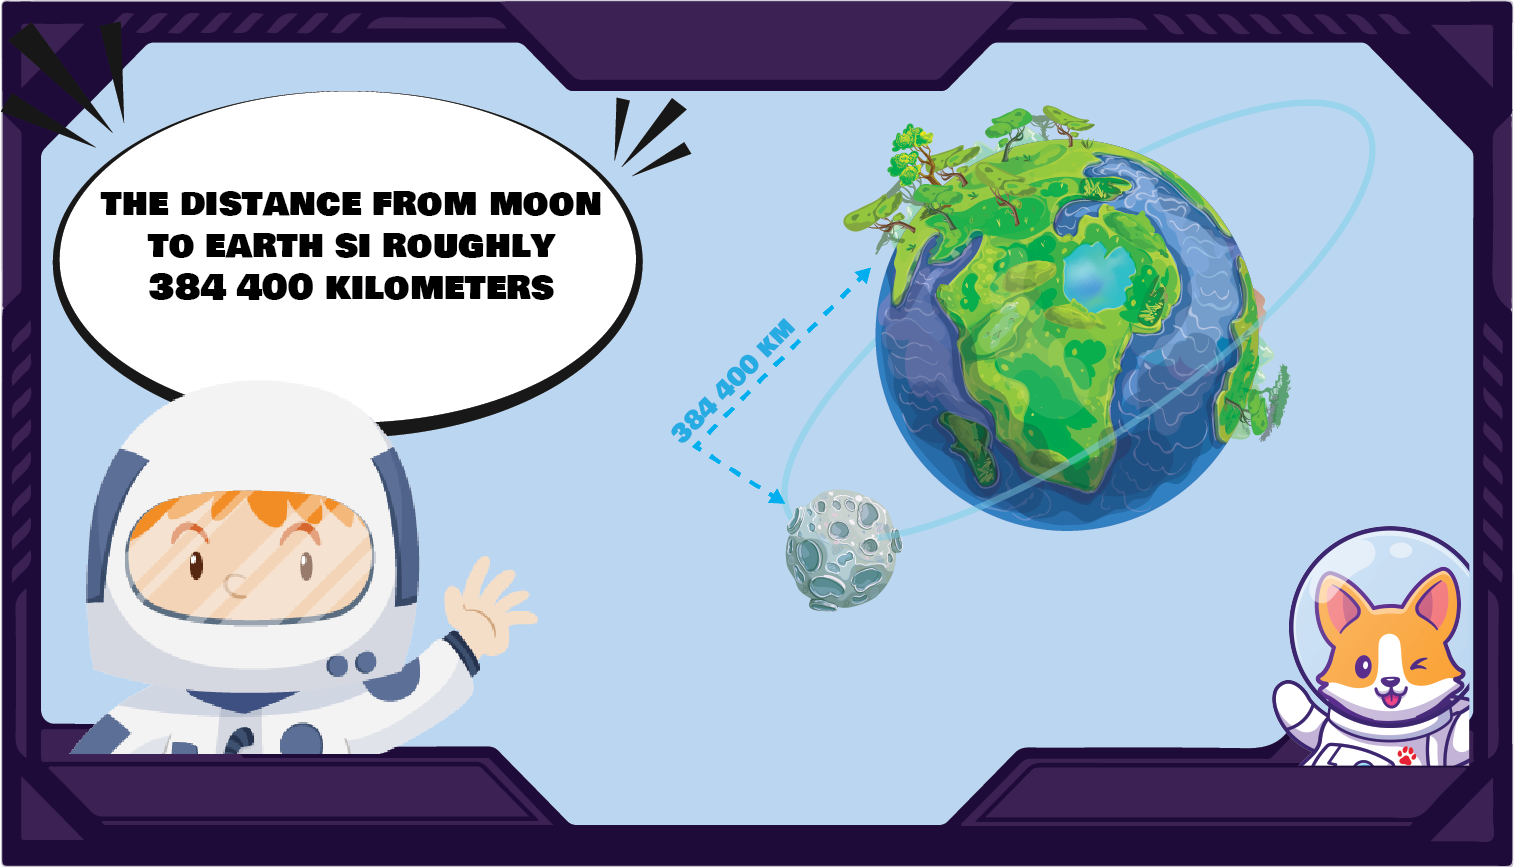 THE DISTANCE FROM MOON
TO EARTH SI ROUGHLY
384 400 KILOMETERS
384 400 KM